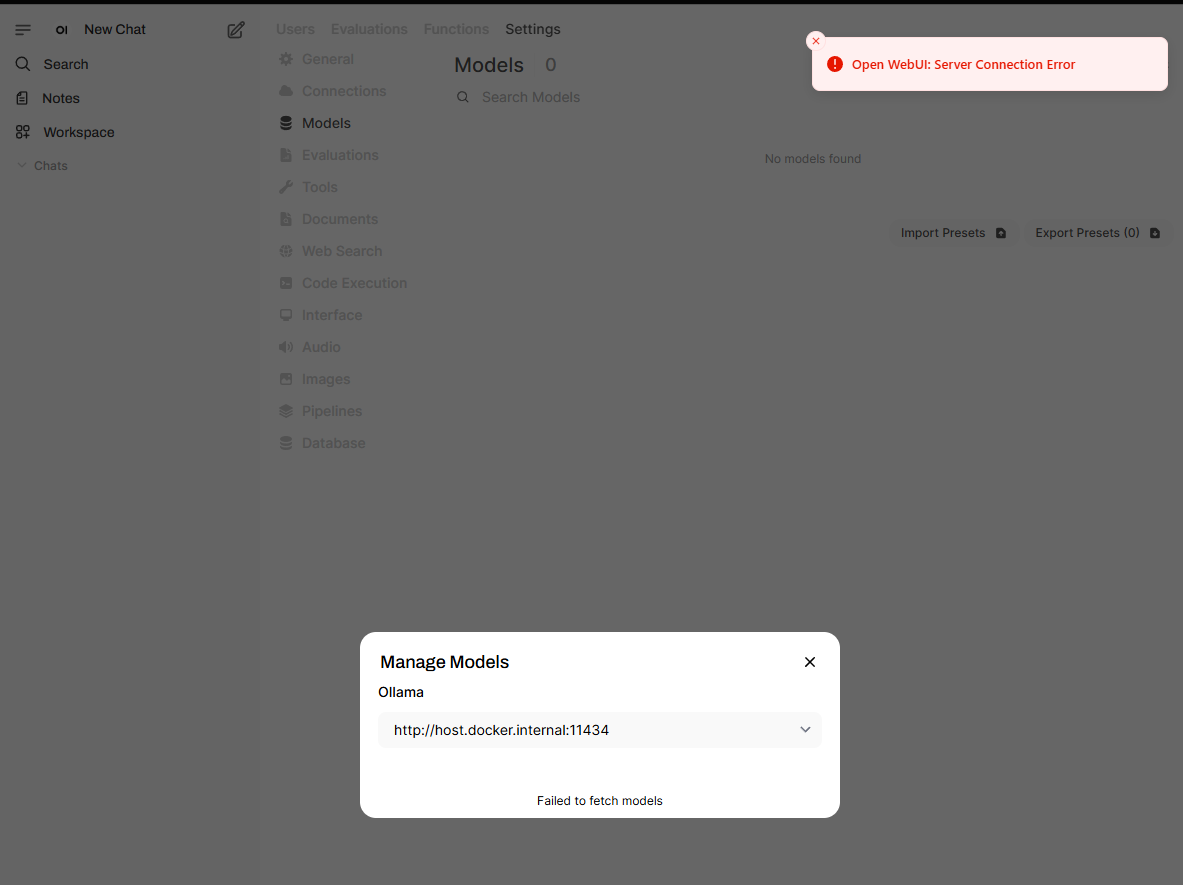 OI New Chat
Search
Notes
Workspace
Chats
Users Evaluations Functions Settings
General
Connections
Models
Evaluations
Tools
Documents
Web Search
Code Execution
Interface
Audio
Images
Pipelines
Database
Models 0
Search Models
No models found
Import Presets Export Presets (0)
Open WebUI: Server Connection Error
Manage Models
Ollama
http://host.docker.internal:11434
Failed to fetch models